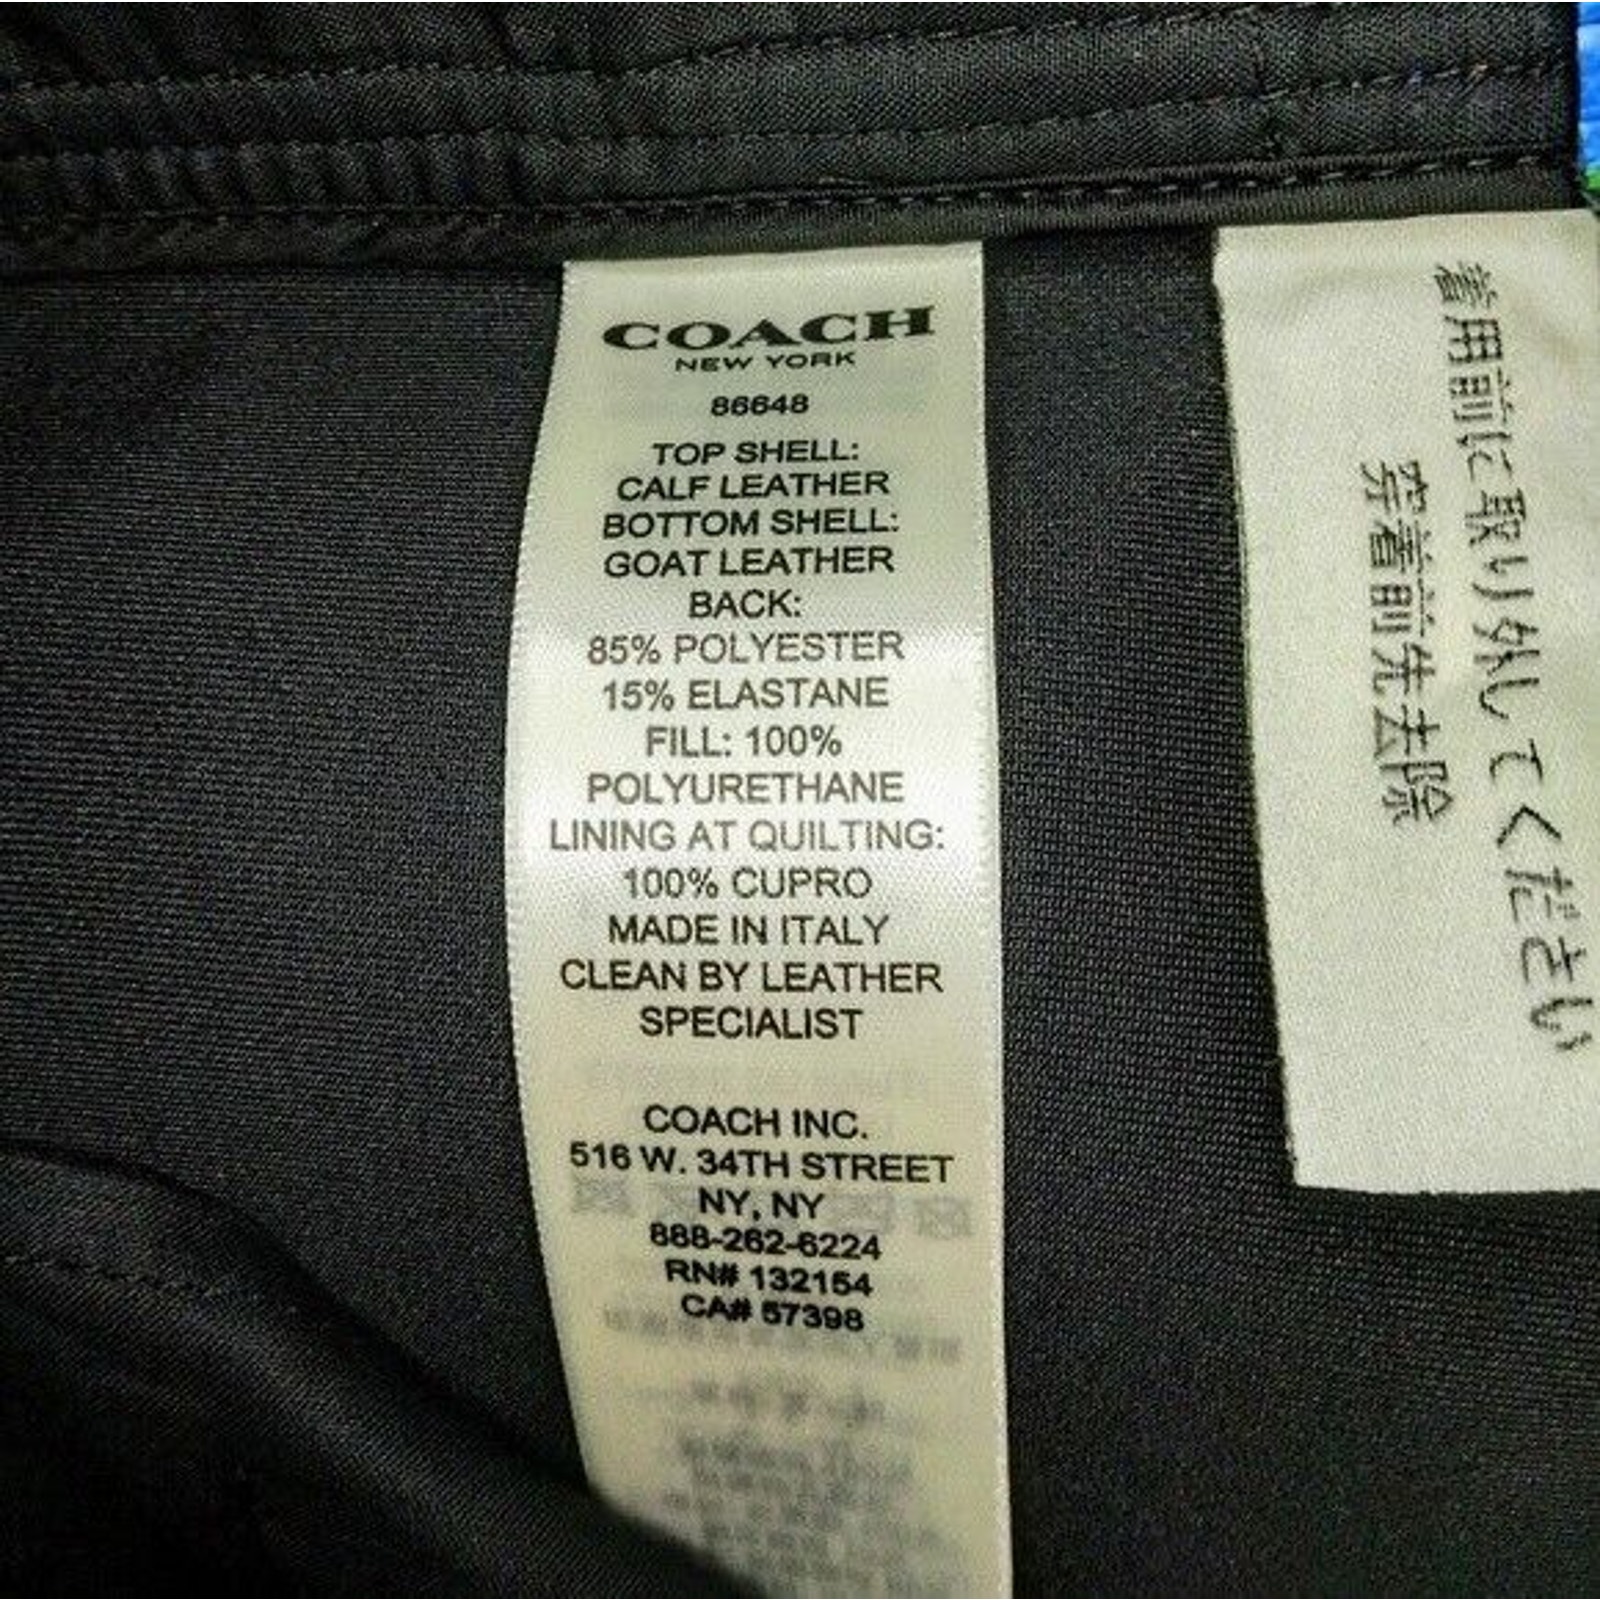 COACH
NEW YORK
86648
TOP SHELL:
CALF LEATHER
BOTTOM SHELL:
GOAT LEATHER
BACK:
85% POLYESTER
15% ELASTANE
FILL: 100%
POLYURETHANE
LINING AT QUILTING:
100% CUPRO
MADE IN ITALY
CLEAN BY LEATHER
SPECIALIST
COACH INC.
516 W. 34TH STREET
NY, NY
888-262-6224
RN# 132154
CA# 57398
着用前に取り外してください
穿着前先去除